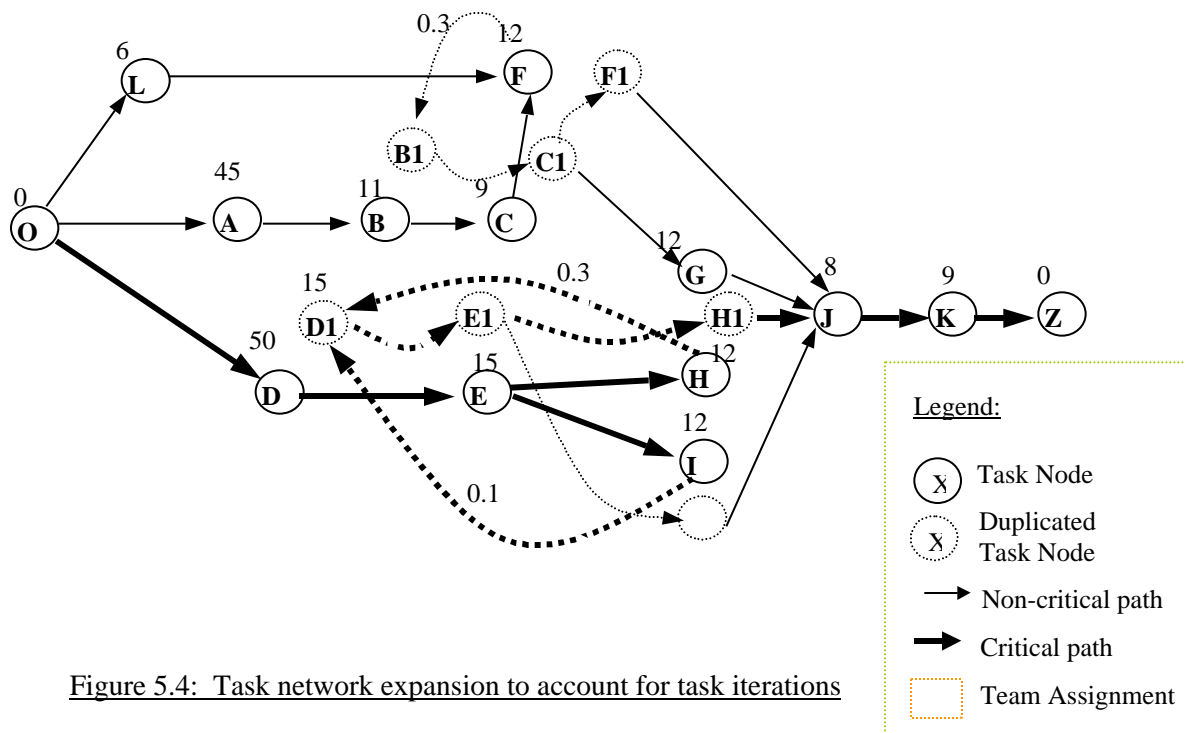 0.3
12
6
L
F
F1
B1
C1
45
11
9
0
O
A
B
C
12
G
8
9
0
0.3
15
D1
E1
H1
J
K
Z
50
15
12
D
E
H
12
I
0.1
Legend:
X Task Node
X Duplicated
Task Node
Non-critical path
Critical path
Team Assignment
Figure 5.4: Task network expansion to account for task iterations